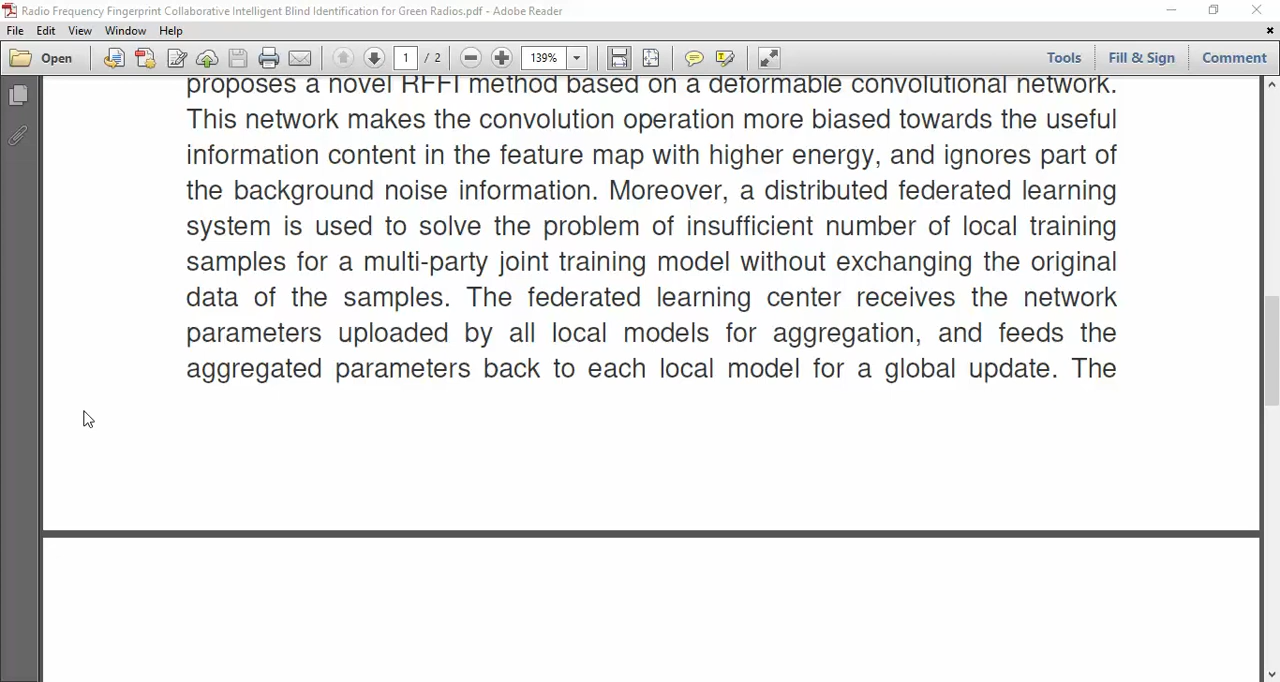 Radio Frequency Fingerprint Collaborative Intelligent Blind Identification for Green Radios.pdf - Adobe Reader
File Edit View Window Help
Open 1 / 2 139% Tools Fill & Sign Comment
proposes a novel RFFI method based on a deformable convolutional network.
This network makes the convolution operation more biased towards the useful
information content in the feature map with higher energy, and ignores part of
the background noise information. Moreover, a distributed federated learning
system is used to solve the problem of insufficient number of local training
samples for a multi-party joint training model without exchanging the original
data of the samples. The federated learning center receives the network
parameters uploaded by all local models for aggregation, and feeds the
aggregated parameters back to each local model for a global update. The